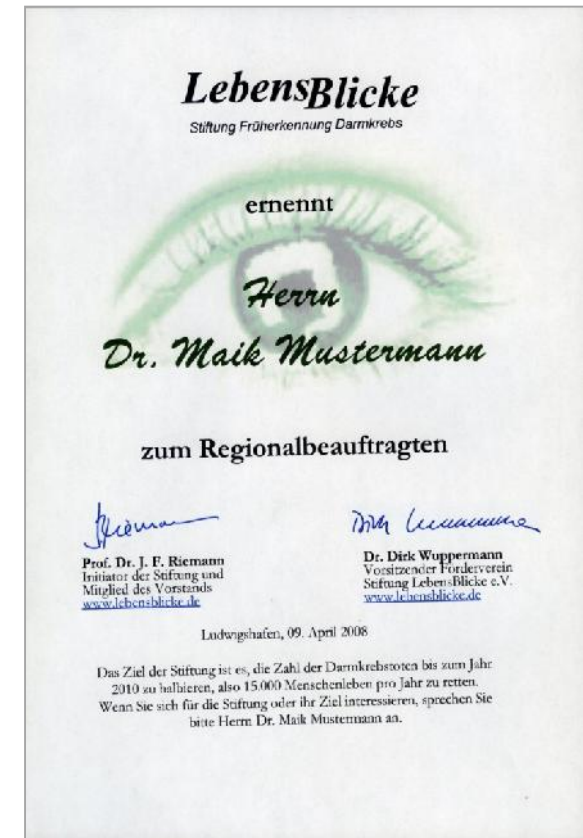 LebensBlicke
Stiftung Früherkennung Darmkrebs
ernennt
Herrn
Dr. Maik Mustermann
zum Regionalbeauftragten
Prof. Dr. J. F. Riemann
Initiator der Stiftung und
Mitglied des Vorstands
www.lebensblicke.de
Dr. Dirk Wuppermann
Vorsitzender Förderverein
Stiftung LebensBlicke e.V.
www.lebensblicke.de
Ludwigshafen, 09. April 2008
Das Ziel der Stiftung ist es, die Zahl der Darmkrebstoten bis zum Jahr
2010 zu halbieren, also 15.000 Menschenleben pro Jahr zu retten.
Wenn Sie sich für die Stiftung oder ihr Ziel interessieren, sprechen Sie
bitte Herrn Dr. Maik Mustermann an.